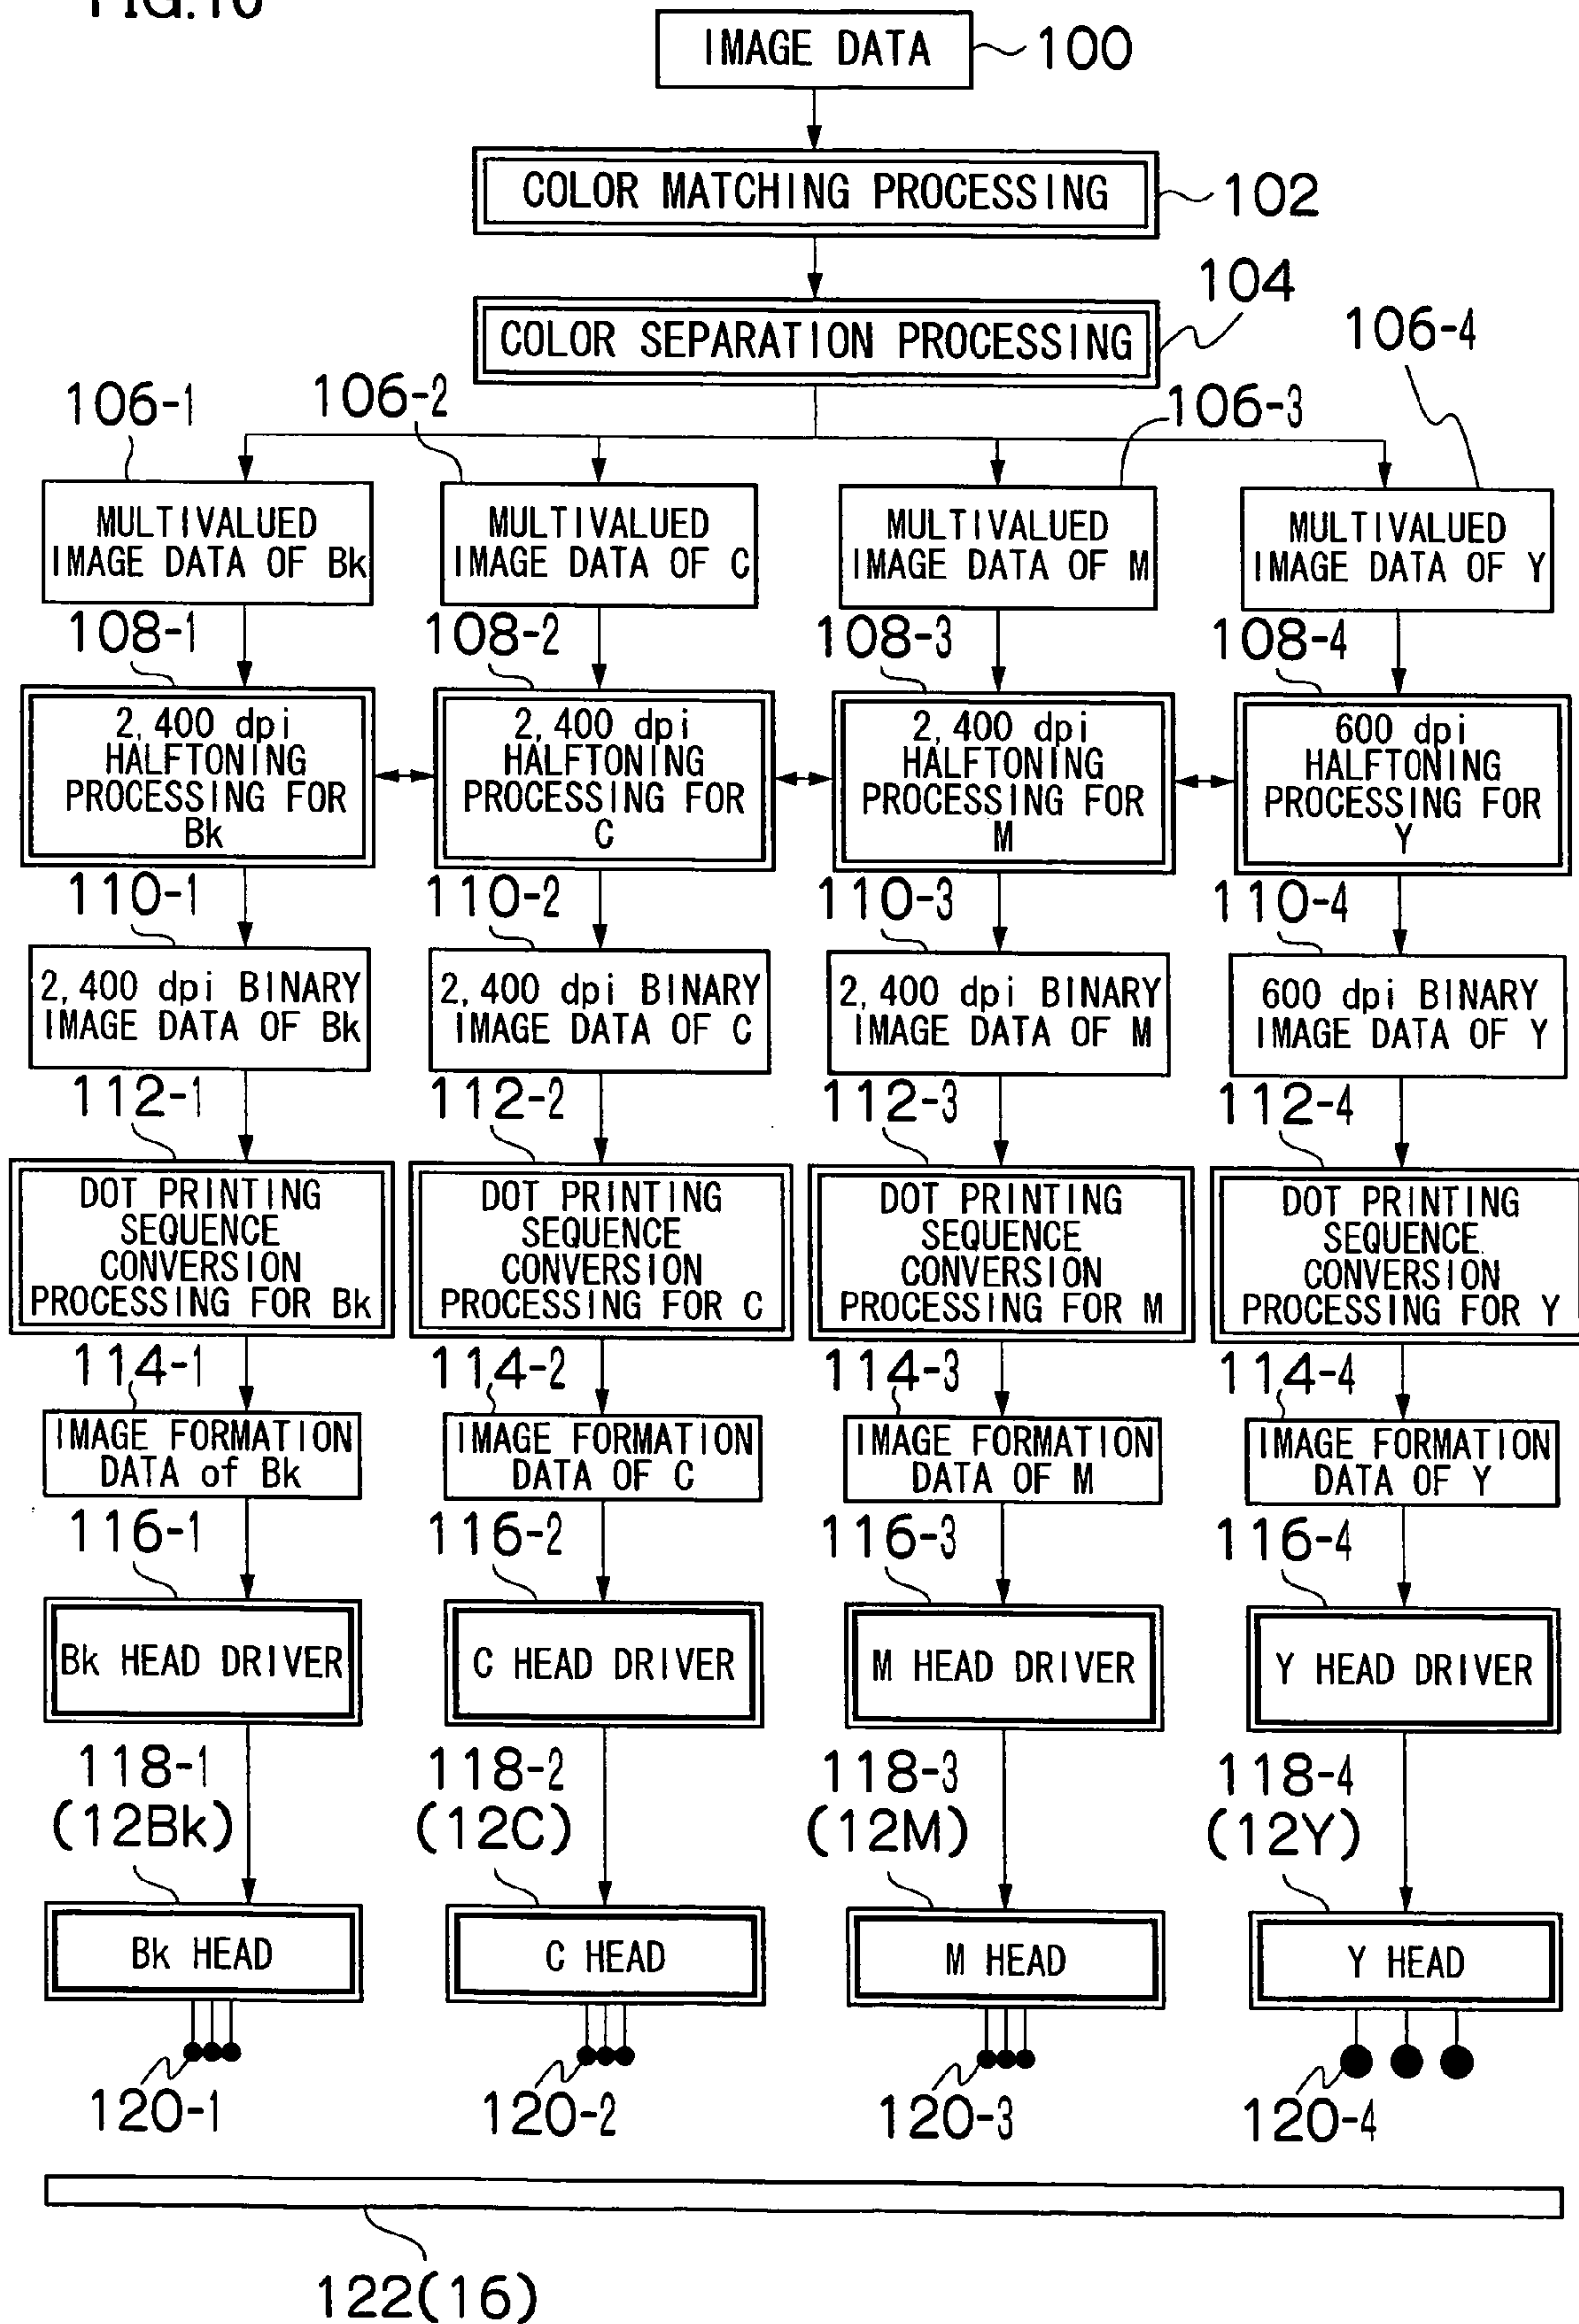 FIG.10
IMAGE DATA
100
COLOR MATCHING PROCESSING
102
104
COLOR SEPARATION PROCESSING
106-4
106-1
106-2
106-3
MULTIVALUED
IMAGE DATA OF Bk
MULTIVALUED
IMAGE DATA OF C
MULTIVALUED
IMAGE DATA OF M
MULTIVALUED
IMAGE DATA OF Y
108-1
108-2
108-3
108-4
2,400 dpi
HALFTONING
PROCESSING FOR
Bk
2,400 dpi
HALFTONING
PROCESSING FOR
C
2,400 dpi
HALFTONING
PROCESSING FOR
M
600 dpi
HALFTONING
PROCESSING FOR
Y
110-1
110-2
110-3
110-4
2,400 dpi BINARY
IMAGE DATA OF Bk
2,400 dpi BINARY
IMAGE DATA OF C
2,400 dpi BINARY
IMAGE DATA OF M
600 dpi BINARY
IMAGE DATA OF Y
112-1
112-2
112-3
112-4
DOT PRINTING
SEQUENCE
CONVERSION
PROCESSING FOR Bk
DOT PRINTING
SEQUENCE
CONVERSION
PROCESSING FOR C
DOT PRINTING
SEQUENCE
CONVERSION
PROCESSING FOR M
DOT PRINTING
SEQUENCE
CONVERSION
PROCESSING FOR Y
114-1
114-2
114-3
114-4
IMAGE FORMATION
DATA of Bk
IMAGE FORMATION
DATA OF C
IMAGE FORMATION
DATA OF M
IMAGE FORMATION
DATA OF Y
116-1
116-2
116-3
116-4
Bk HEAD DRIVER
C HEAD DRIVER
M HEAD DRIVER
Y HEAD DRIVER
118-1
(12Bk)
118-2
(12C)
118-3
(12M)
118-4
(12Y)
Bk HEAD
C HEAD
M HEAD
Y HEAD
120-1
120-2
120-3
120-4
122(16)